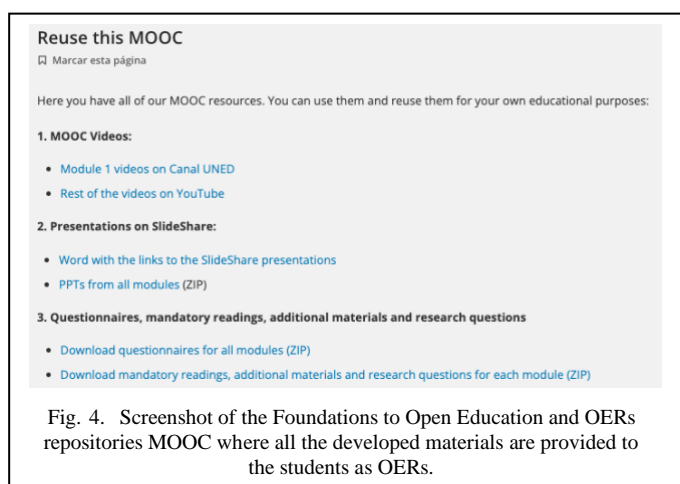 Reuse this MOOC
Marcar esta página
Here you have all of our MOOC resources. You can use them and reuse them for your own educational purposes:
1. MOOC Videos:
• Module 1 videos on Canal UNED
• Rest of the videos on YouTube
2. Presentations on SlideShare:
• Word with the links to the SlideShare presentations
• PPTs from all modules (ZIP)
3. Questionnaires, mandatory readings, additional materials and research questions
• Download questionnaires for all modules (ZIP)
• Download mandatory readings, additional materials and research questions for each module (ZIP)
Fig. 4. Screenshot of the Foundations to Open Education and OERs
repositories MOOC where all the developed materials are provided to
the students as OERs.